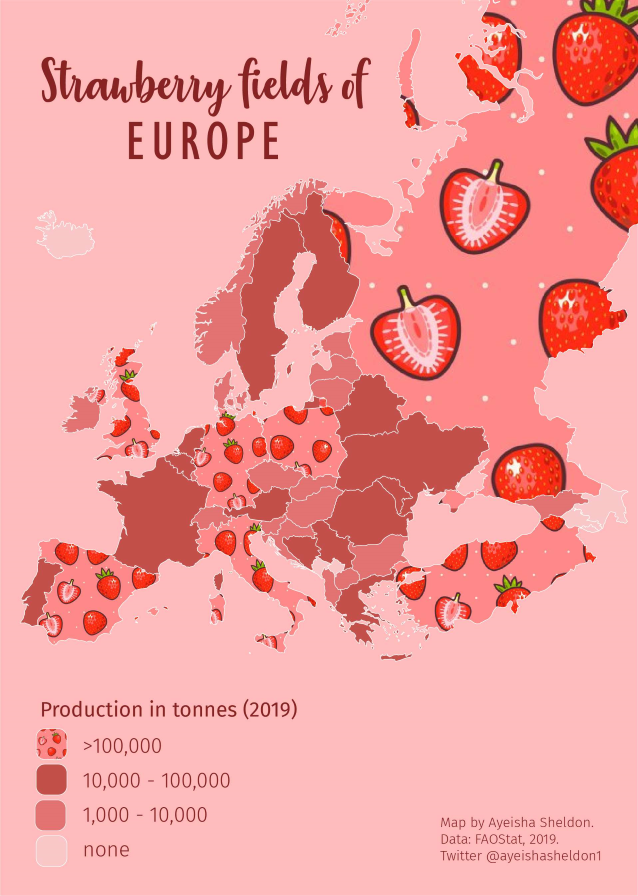 Strawberry fields of
EUROPE
Production in tonnes (2019)
>100,000
10,000 - 100,000
1,000 - 10,000
none
Map by Ayeisha Sheldon.
Data: FAOStat, 2019.
Twitter @ayeishasheldon1